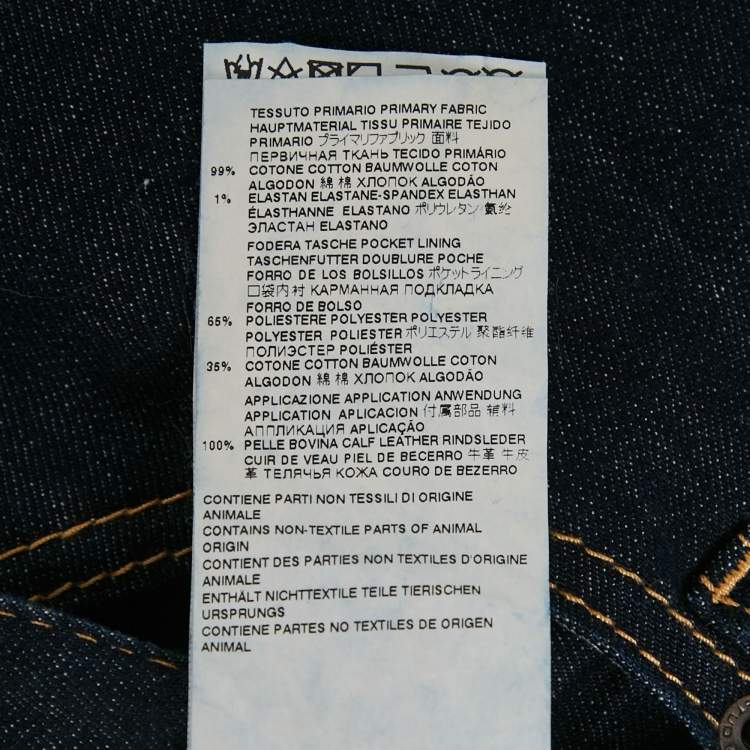 TESSUTO PRIMARIO PRIMARY FABRIC
HAUPTMATERIAL TISSU PRIMAIRE TEJIDO
PRIMARIO プライマリファブリック 面料
ПЕРВИЧНАЯ ТКАНЬ TECIDO PRIMÁRIO
99% COTONE COTTON BAUMWOLLE COTON
ALGODON 綿 棉 ХЛОПОК ALGODÃO
1% ELASTAN ELASTANE-SPANDEX ELASTHAN
ÉLASTHANNE ELASTANO ポリウレタン 氨纶
ЭЛАСТАН ELASTANO
FODERA TASCHE POCKET LINING
TASCHENFUTTER DOUBLURE POCHE
FORRO DE LOS BOLSILLOS ポケットライニング
口袋内衬 КАРМАННАЯ ПОДКЛАДКА
FORRO DE BOLSO
65% POLIESTERE POLYESTER POLYESTER
POLYESTER POLIESTER ポリエステル 聚酯纤维
ПОЛИЭСТЕР POLIÉSTER
35% COTONE COTTON BAUMWOLLE COTON
ALGODON 綿 棉 ХЛОПОК ALGODÃO
APPLICAZIONE APPLICATION ANWENDUNG
APPLICATION APLICACION 付属部品 辅料
АППЛИКАЦИЯ APLICAÇÃO
100% PELLE BOVINA CALF LEATHER RINDSLEDER
CUIR DE VEAU PIEL DE BECERRO 牛革 牛皮
革 ТЕЛЯЧЬЯ КОЖА COURO DE BEZERRO
CONTIENE PARTI NON TESSILI DI ORIGINE
ANIMALE
CONTAINS NON-TEXTILE PARTS OF ANIMAL
ORIGIN
CONTIENT DES PARTIES NON TEXTILES D'ORIGINE
ANIMALE
ENTHÄLT NICHTTEXTILE TEILE TIERISCHEN
URSPRUNGS
CONTIENE PARTES NO TEXTILES DE ORIGEN
ANIMAL